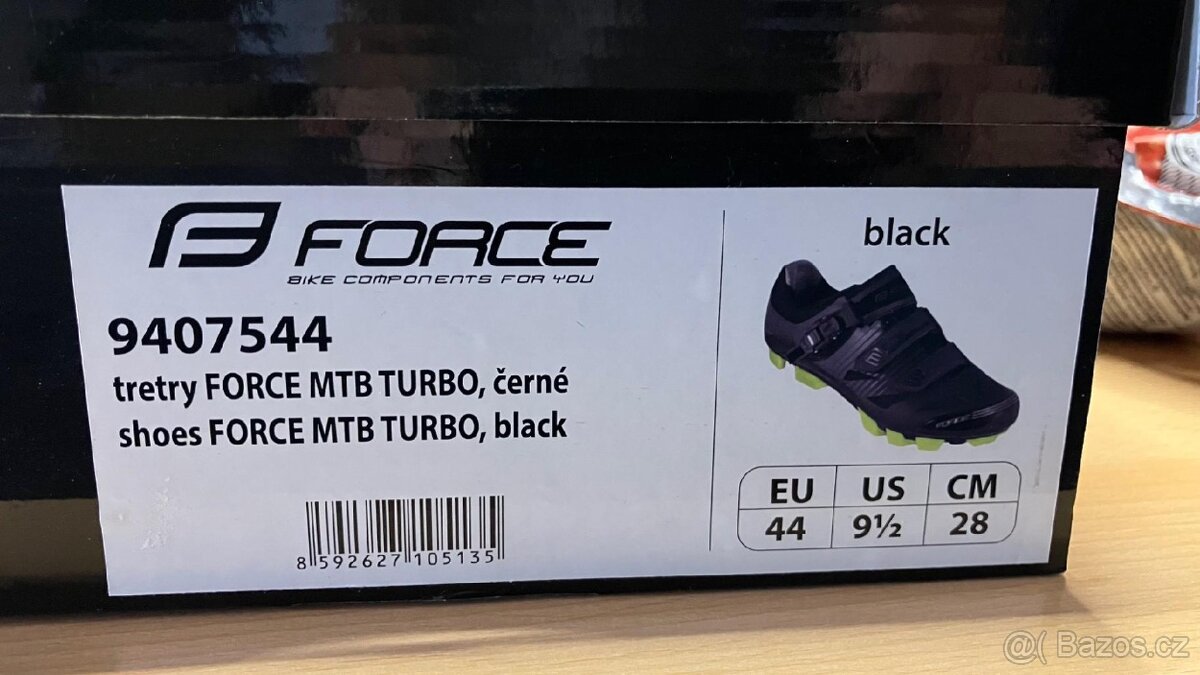 FORCE
BIKE COMPONENTS FOR YOU
9407544
tretry FORCE MTB TURBO, černé
shoes FORCE MTB TURBO, black
8 592627 105135
black
FORCE
EU US CM
44 9½ 28
@( Bazos.cz